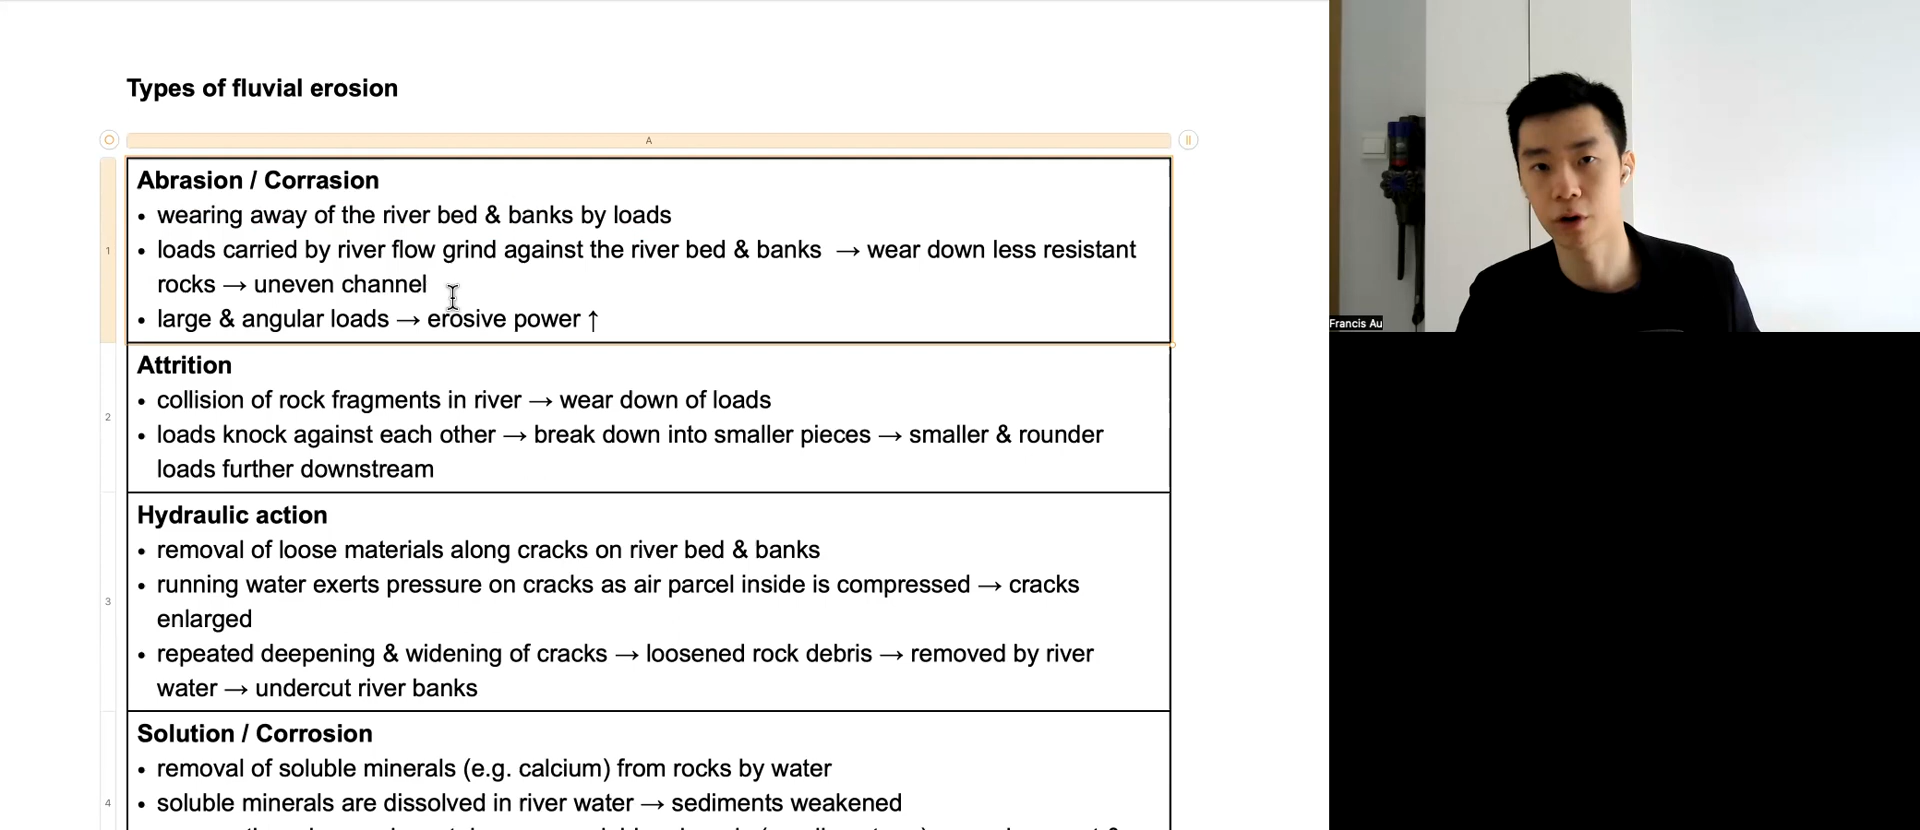 Types of fluvial erosion
A
1
Abrasion / Corrasion
• wearing away of the river bed & banks by loads
• loads carried by river flow grind against the river bed & banks → wear down less resistant
rocks → uneven channel
• large & angular loads → erosive power ↑
2
Attrition
• collision of rock fragments in river → wear down of loads
• loads knock against each other → break down into smaller pieces → smaller & rounder
loads further downstream
3
Hydraulic action
• removal of loose materials along cracks on river bed & banks
• running water exerts pressure on cracks as air parcel inside is compressed → cracks
enlarged
• repeated deepening & widening of cracks → loosened rock debris → removed by river
water → undercut river banks
4
Solution / Corrosion
• removal of soluble minerals (e.g. calcium) from rocks by water
• soluble minerals are dissolved in river water → sediments weakened
Francis Au